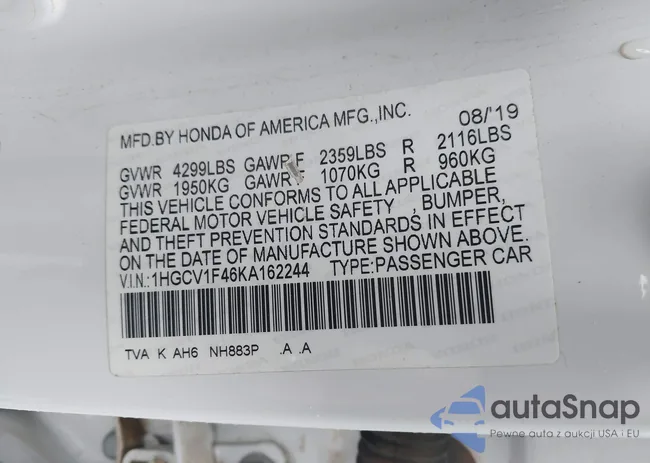 MFD.BY HONDA OF AMERICA MFG.,INC. 08/'19
GVWR 4299LBS GAWR F 2359LBS R 2116LBS
GVWR 1950KG GAWR 1070KG R 960KG
THIS VEHICLE CONFORMS TO ALL APPLICABLE
FEDERAL MOTOR VEHICLE SAFETY , BUMPER,
AND THEFT PREVENTION STANDARDS IN EFFECT
ON THE DATE OF MANUFACTURE SHOWN ABOVE.
V.I.N.:1HGCV1F46KA162244 TYPE:PASSENGER CAR
TVA K AH6 NH883P .A .A
autaSnap
Pewne auta z aukcji USA i EU